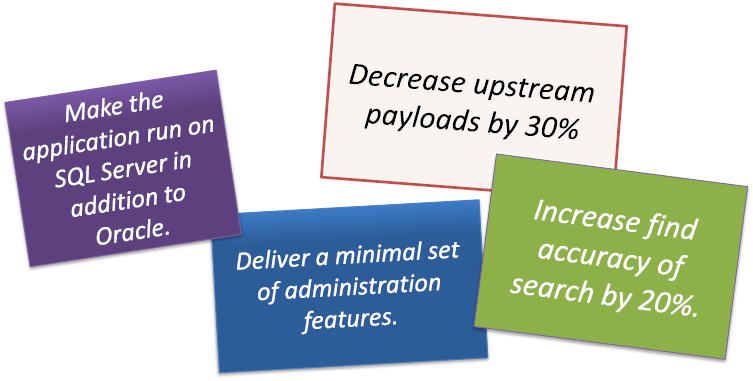 Make the
application run on
SQL Server in
addition to
Oracle.
Decrease upstream
payloads by 30%
Deliver a minimal set
of administration
features.
Increase find
accuracy of
search by 20%.